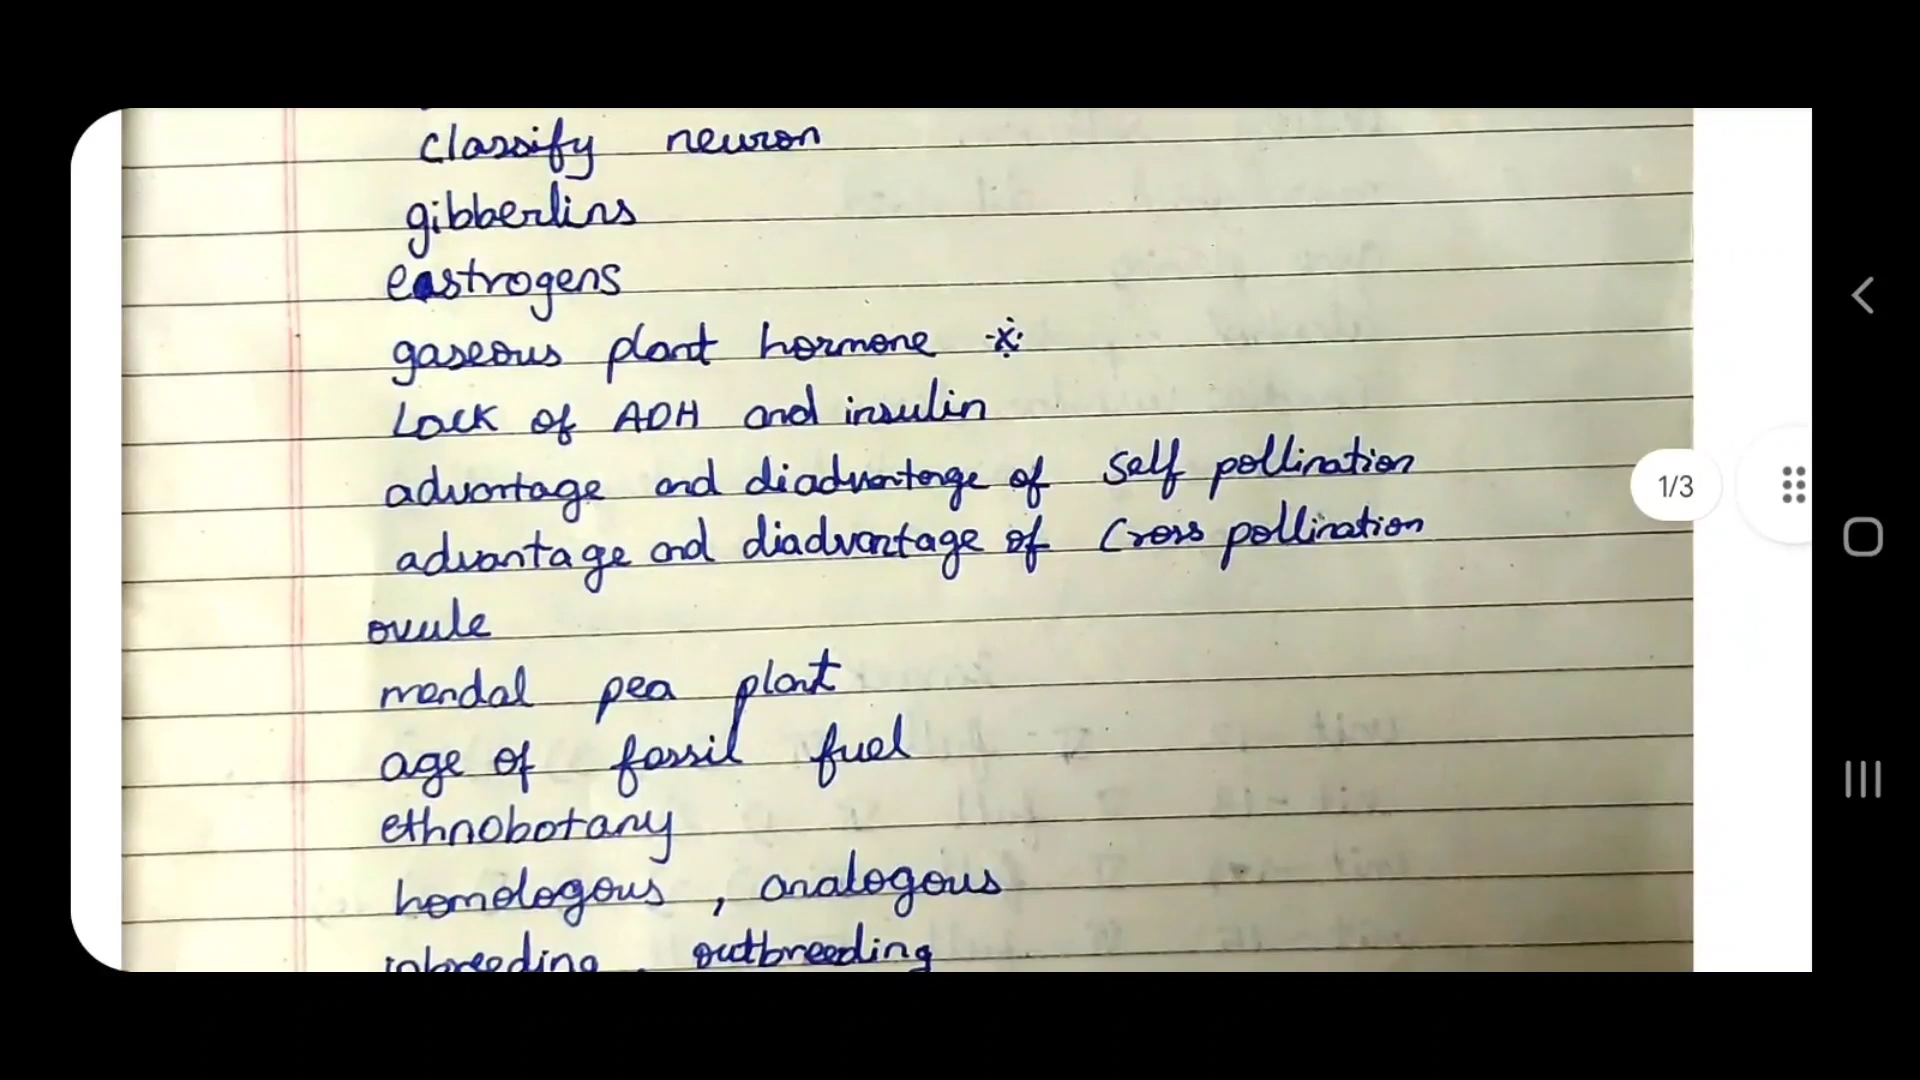 classify neuron
gibberlins
eastrogens
gaseous plant hormone ※
Lack of ADH and insulin
advantage and diadvantage of Self pollination
advantage and diadvantage of Cross pollination
1/3
ovule
mendal pea plant
age of fossil fuel
ethnobotany
homologous , analogous
inbreeding , outbreeding